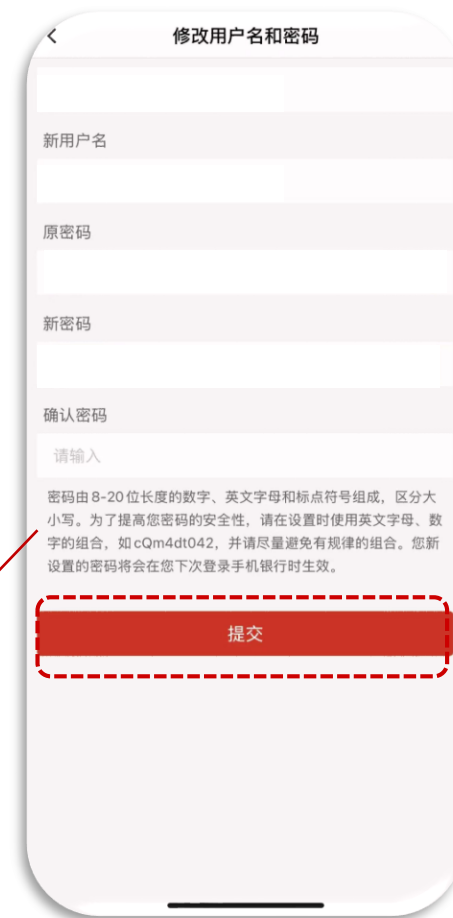 修改用户名和密码
新用户名
原密码
新密码
确认密码
请输入
密码由8-20位长度的数字、英文字母和标点符号组成，区分大
小写。为了提高您密码的安全性，请在设置时使用英文字母、数
字的组合，如cQm4dt042，并请尽量避免有规律的组合。您新
设置的密码将会在您下次登录手机银行时生效。
提交